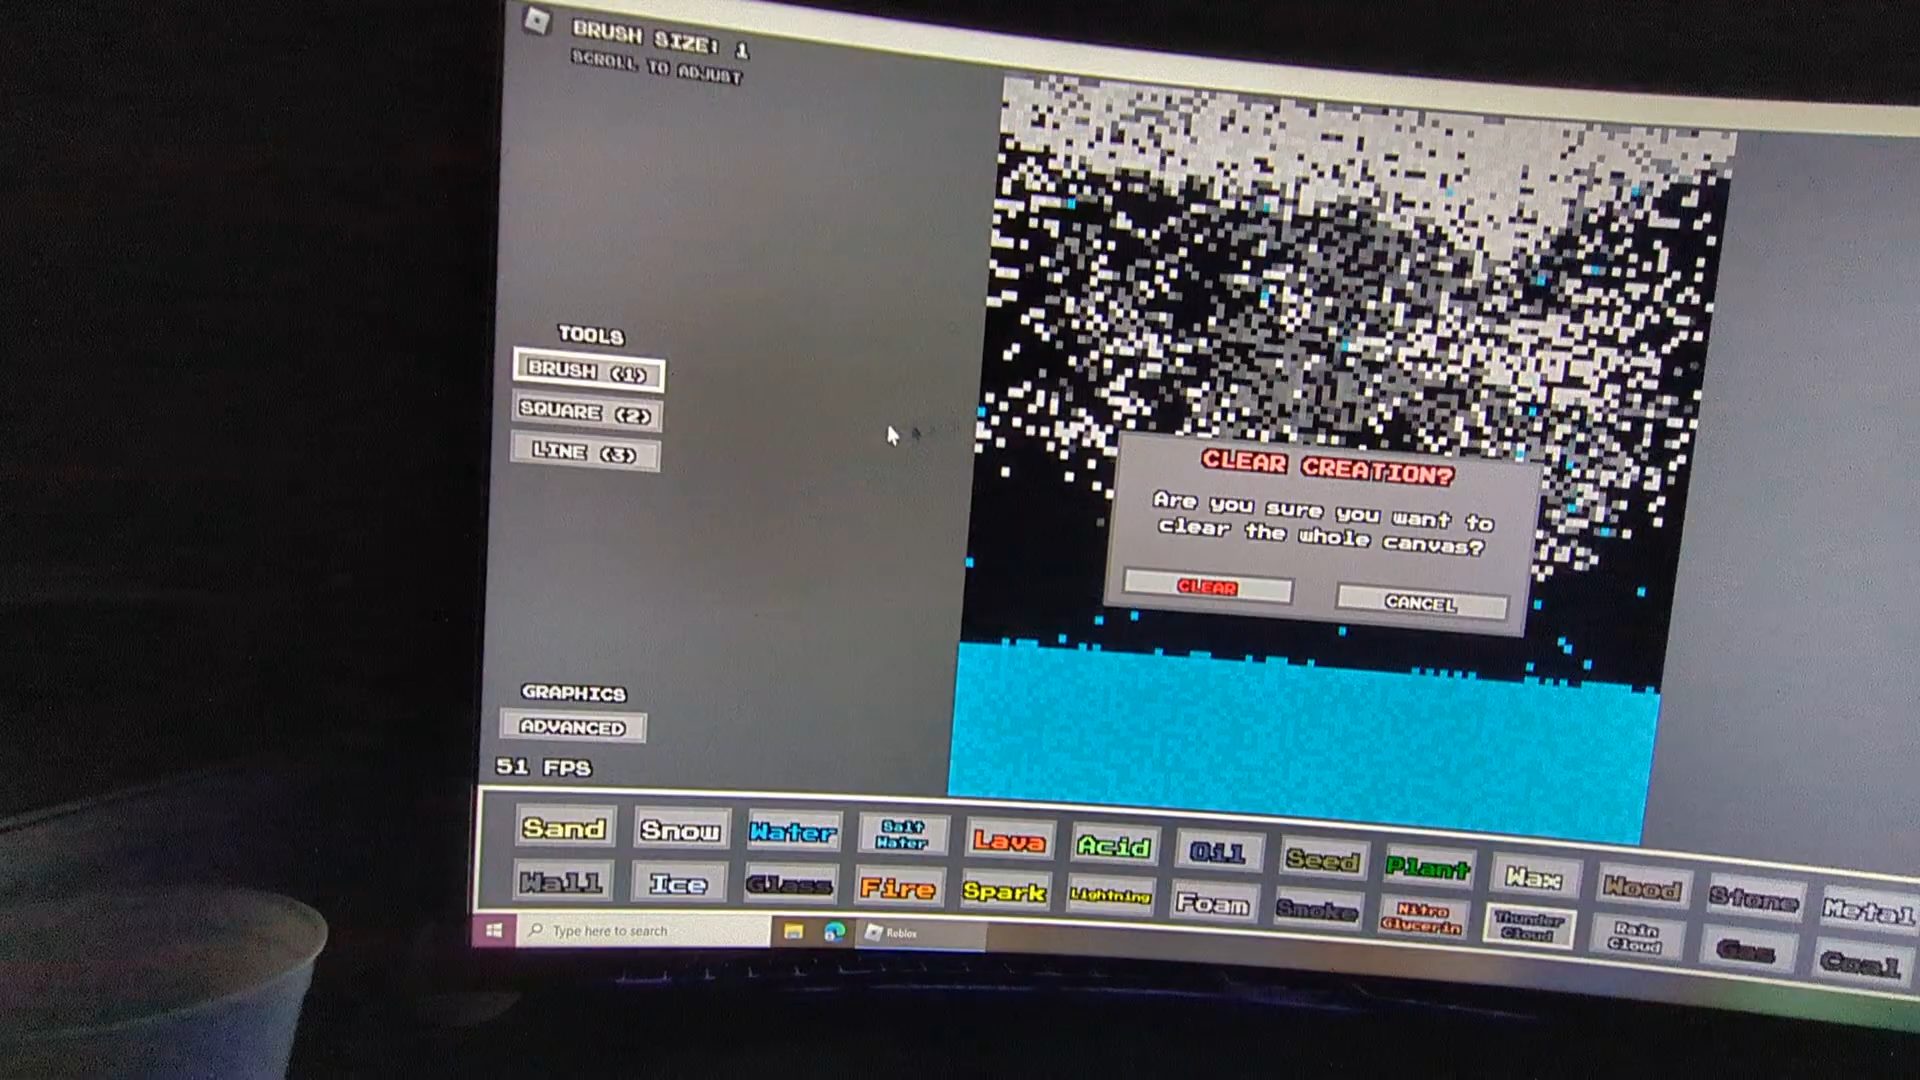 BRUSH SIZE: 1
SCROLL TO ADJUST
TOOLS
BRUSH (1)
SQUARE (2)
LINE (3)
CLEAR CREATION?
Are you sure you want to
clear the whole canvas?
CLEAR
CANCEL
GRAPHICS
ADVANCED
51 FPS
Sand
Snow
Water
Salt
Water
Lava
Acid
Oil
Seed
Plant
Wax
Wood
Stone
Metal
Wall
Ice
Glass
Fire
Spark
Lightning
Foam
Smoke
Nitro
Glycerin
Thunder
Cloud
Rain
Cloud
Gas
Coal
Type here to search
Roblox